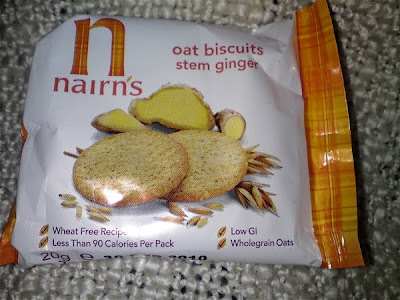 n
nairn's
oat biscuits
stem ginger
Wheat Free Recipe
Less Than 90 Calories Per Pack
Low GI
Wholegrain Oats
20g e